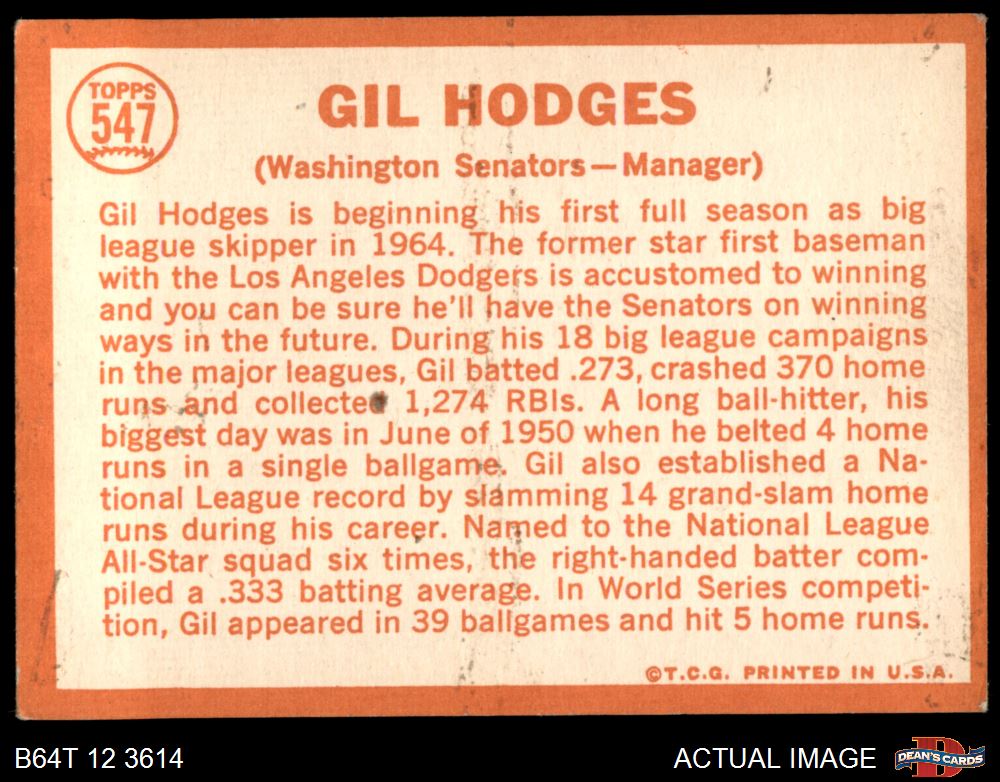 TOPPS
547
GIL HODGES
(Washington Senators—Manager)
Gil Hodges is beginning his first full season as big
league skipper in 1964. The former star first baseman
with the Los Angeles Dodgers is accustomed to winning
and you can be sure he'll have the Senators on winning
ways in the future. During his 18 big league campaigns
in the major leagues, Gil batted .273, crashed 370 home
runs and collected 1,274 RBIs. A long ball-hitter, his
biggest day was in June of 1950 when he belted 4 home
runs in a single ballgame. Gil also established a Na-
tional League record by slamming 14 grand-slam home
runs during his career. Named to the National League
All-Star squad six times, the right-handed batter com-
piled a .333 batting average. In World Series competi-
tion, Gil appeared in 39 ballgames and hit 5 home runs.
©T.C.G. PRINTED IN U.S.A.
B64T 12 3614
ACTUAL IMAGE
D
DEAN'S CARDS